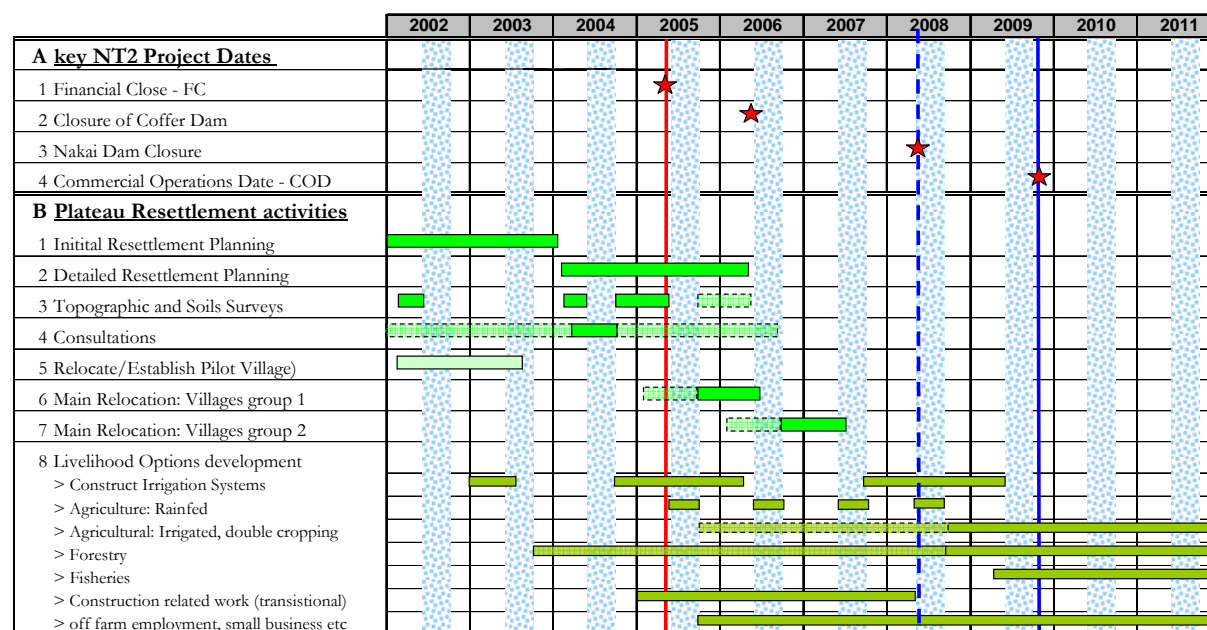 2002 2003 2004 2005 2006 2007 2008 2009 2010 2011
A key NT2 Project Dates
1 Financial Close - FC
2 Closure of Coffer Dam
3 Nakai Dam Closure
4 Commercial Operations Date - COD
B Plateau Resettlement activities
1 Initital Resettlement Planning
2 Detailed Resettlement Planning
3 Topographic and Soils Surveys
4 Consultations
5 Relocate/Establish Pilot Village)
6 Main Relocation: Villages group 1
7 Main Relocation: Villages group 2
8 Livelihood Options development
> Construct Irrigation Systems
> Agriculture: Rainfed
> Agricultural: Irrigated, double cropping
> Forestry
> Fisheries
> Construction related work (transistional)
> off farm employment, small business etc